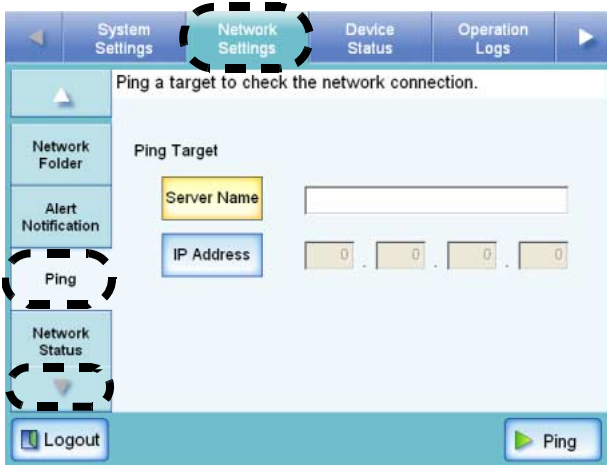 System Settings
Network Settings
Device Status
Operation Logs
Ping a target to check the network connection.
Network Folder
Alert Notification
Ping
Network Status
Ping Target
Server Name
IP Address
0 . 0 . 0 . 0
Logout
Ping